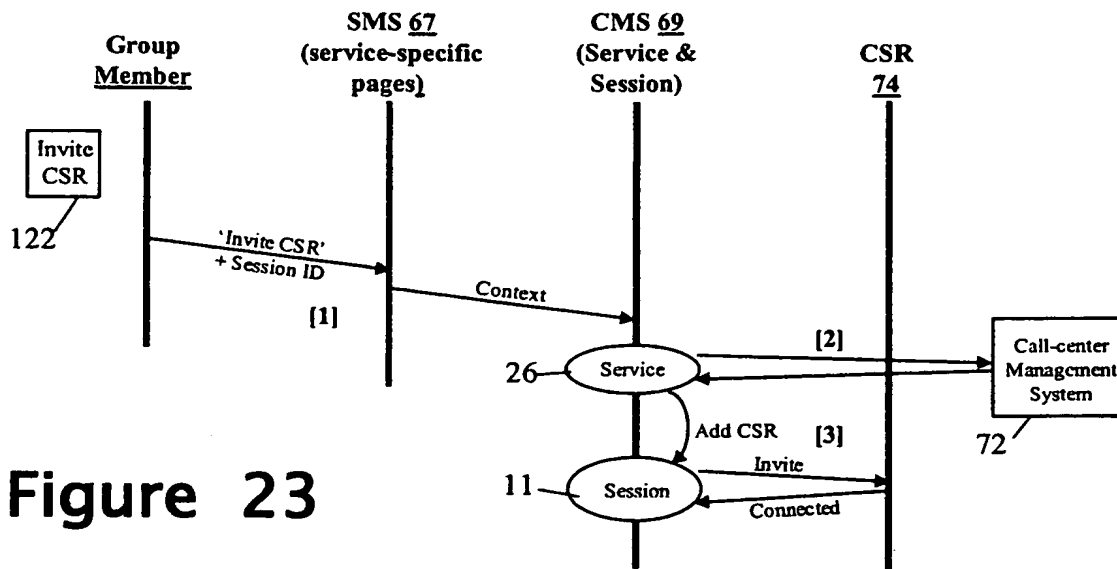 Group
Member
SMS 67
(service-specific
pages)
CMS 69
(Service &
Session)
CSR
74
Invite
CSR
122
'Invite CSR'
+ Session ID
[1]
Context
[2]
26
Service
Call-center
Management
System
72
Add CSR
[3]
11
Session
Invite
Connected
Figure 23